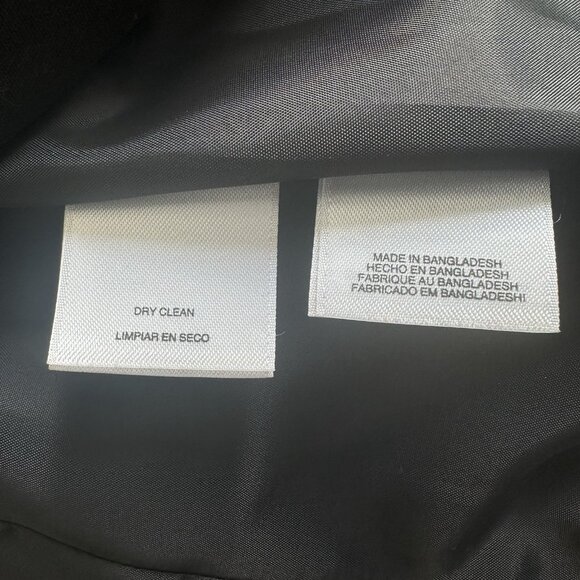 DRY CLEAN
LIMPIAR EN SECO
MADE IN BANGLADESH
HECHO EN BANGLADESH
FABRIQUE AU BANGLADESH
FABRICADO EM BANGLADESH!